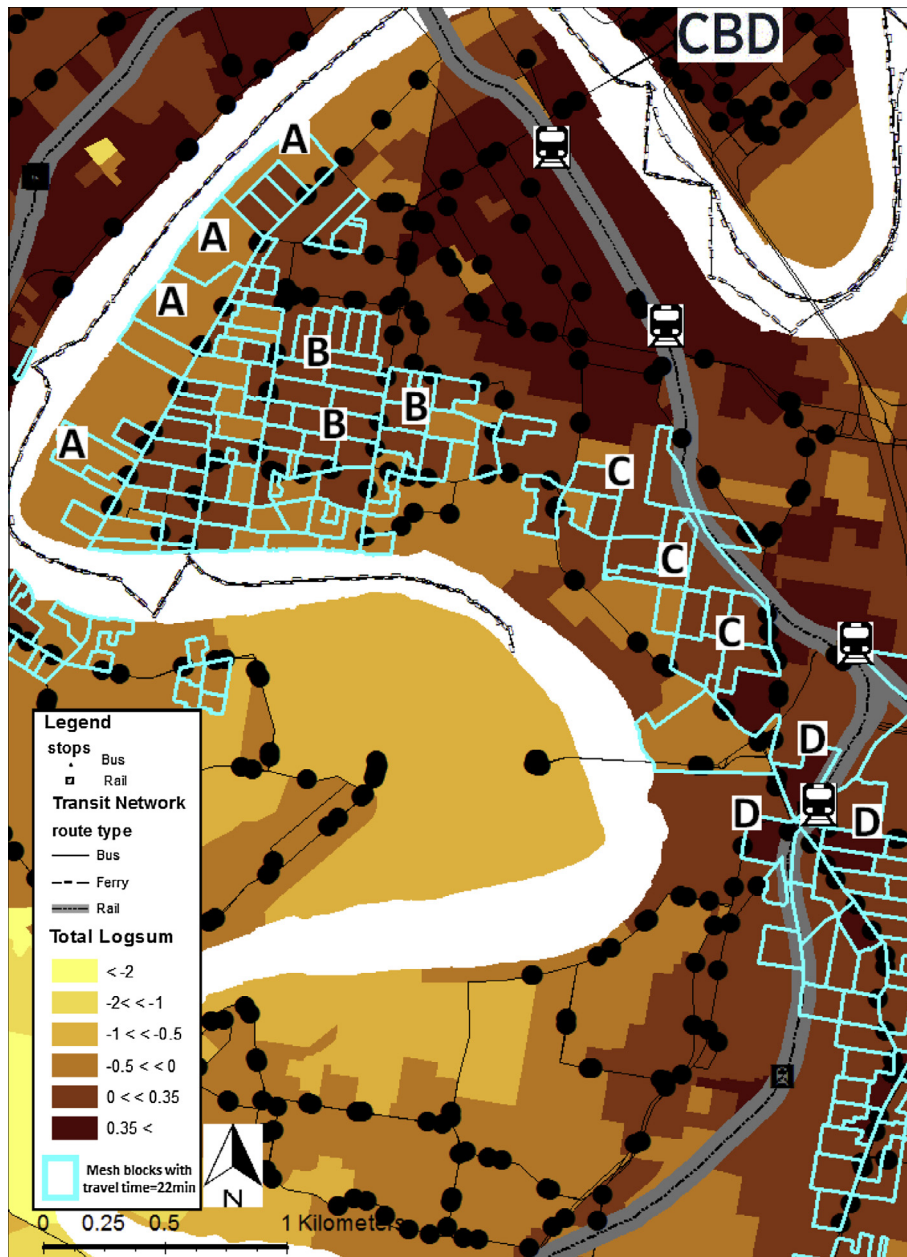 CBD
A
A
A
B
B
B
A
C
C
C
D
D
D
Legend
stops
Bus
Rail
Transit Network
route type
Bus
Ferry
Rail
Total Logsum
< -2
-2< <-1
-1 < <-0.5
-0.5 < <0
0 < <0.35
0.35 <
Mesh blocks with
travel time=22min
N
0 0.25 0.5 1 Kilometers